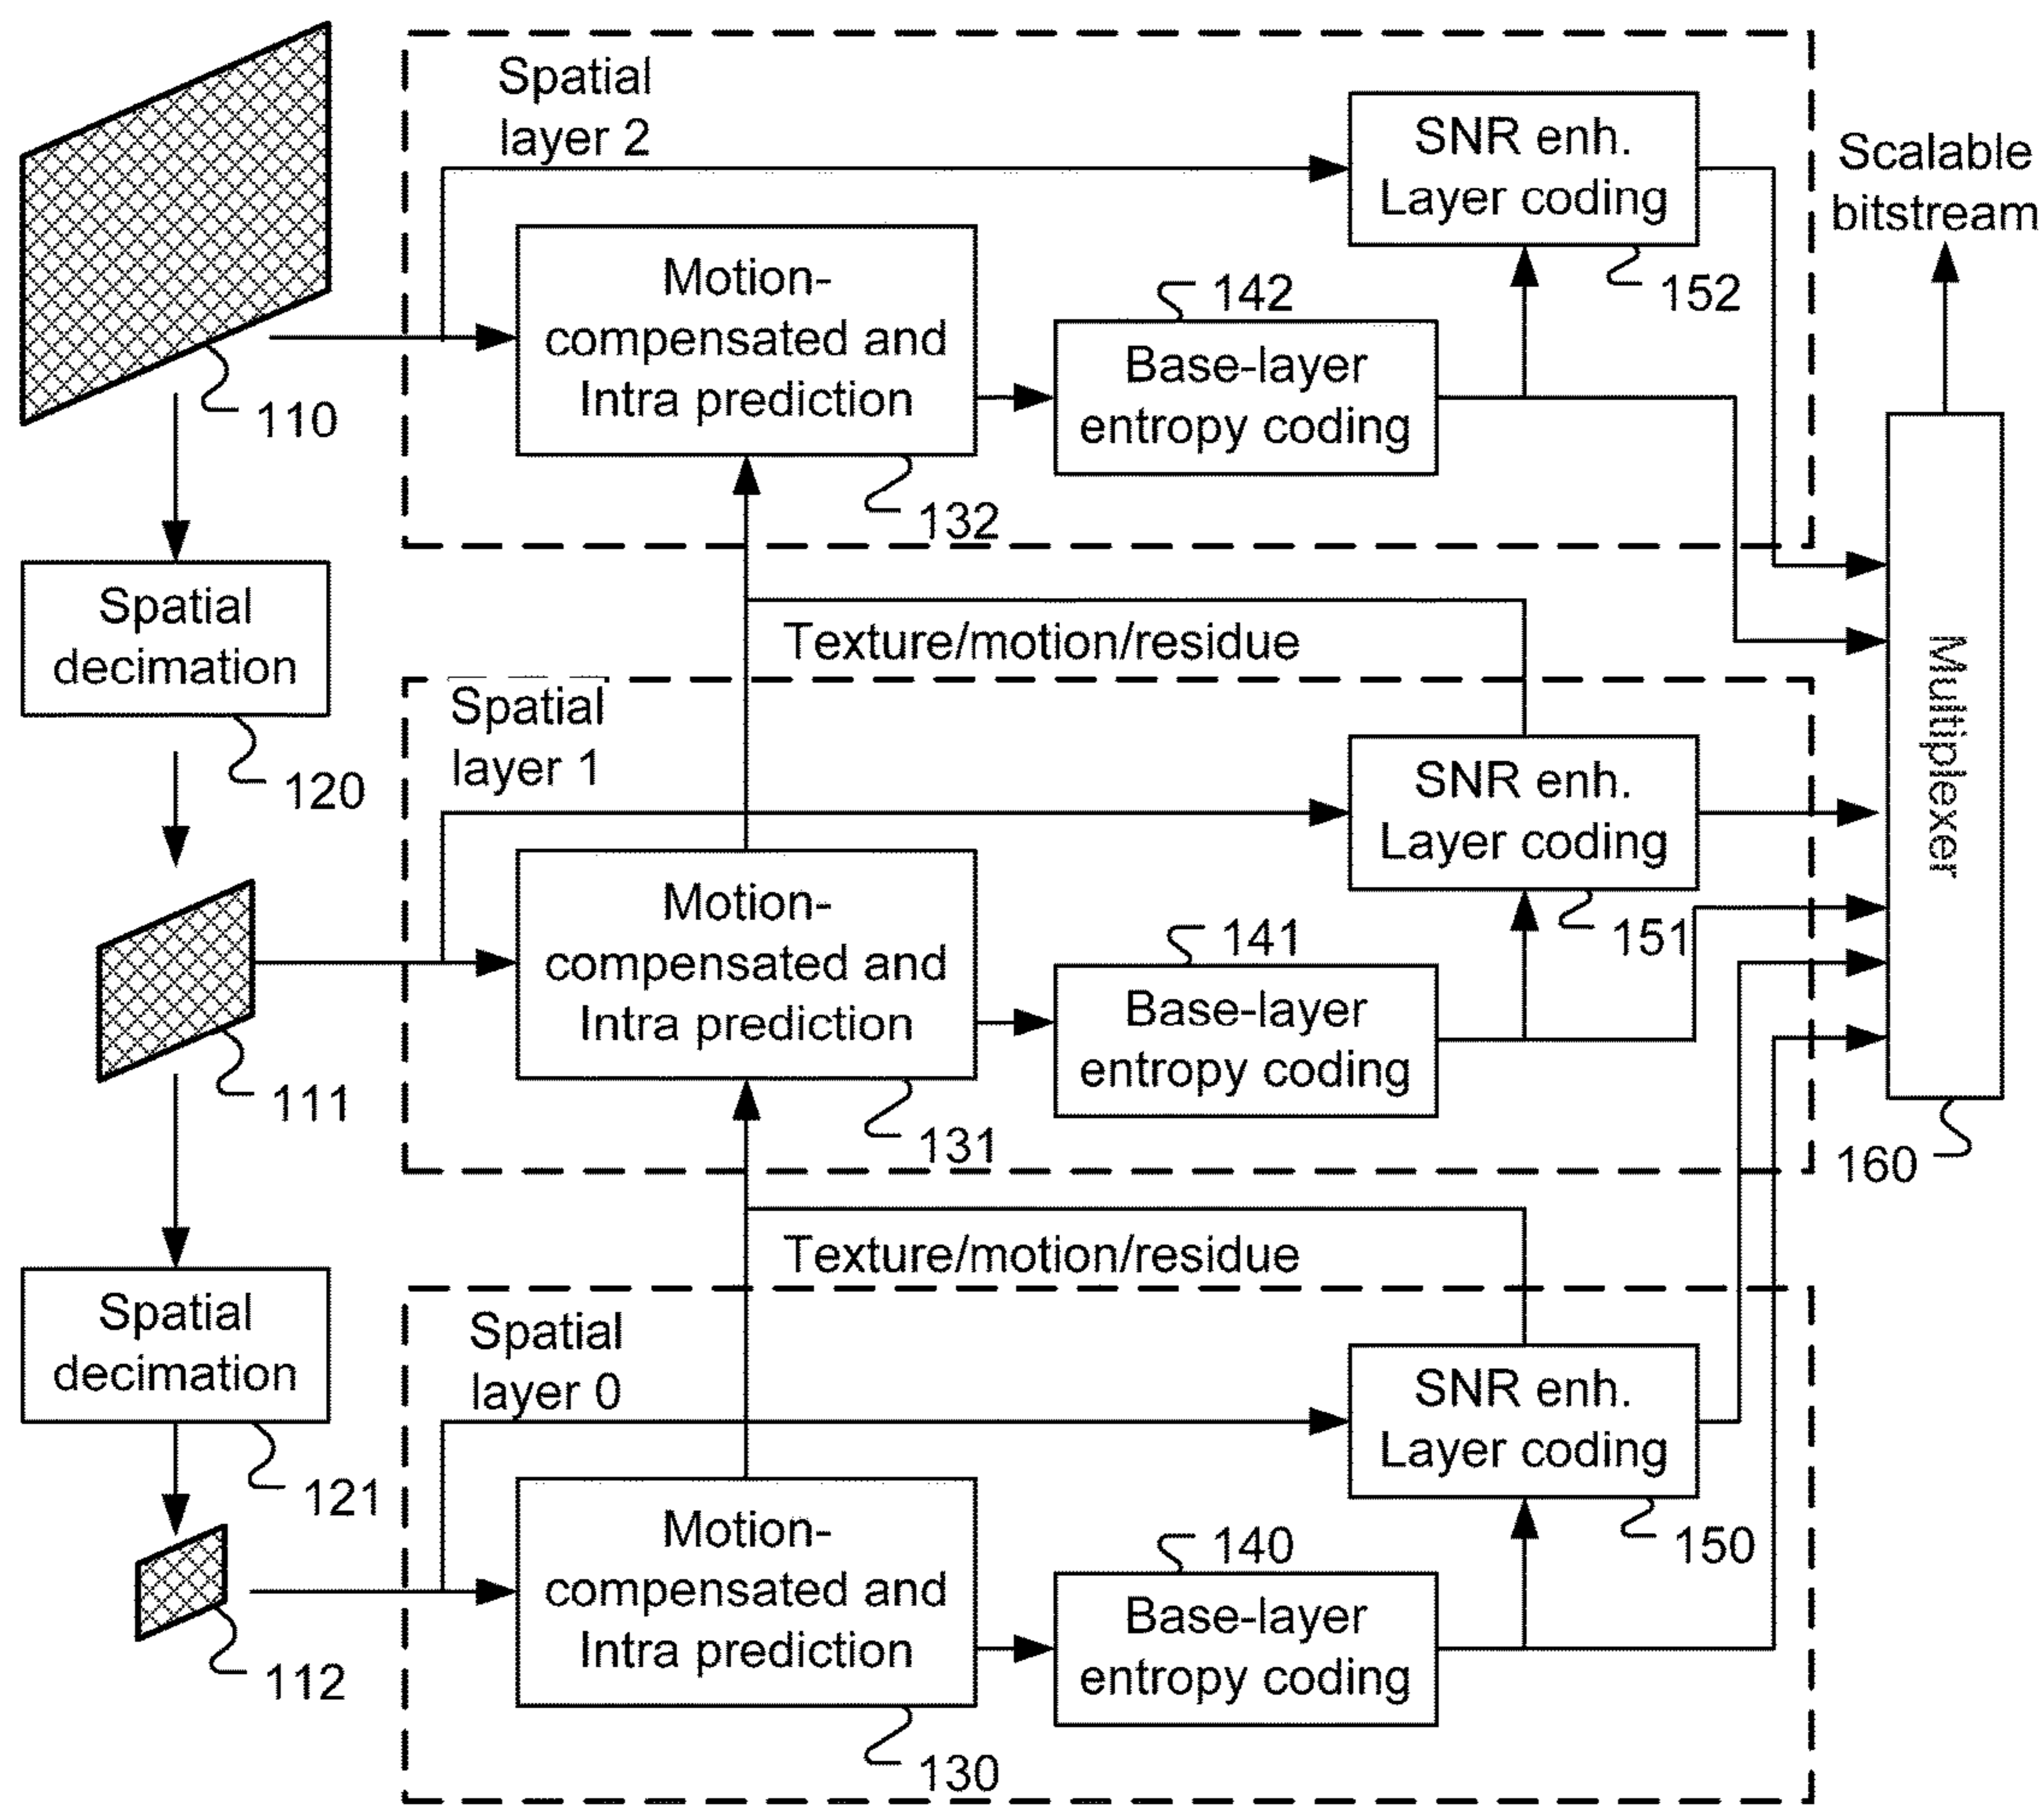 Spatial
layer 2
SNR enh.
Layer coding
Scalable
bitstream
152
Motion-
compensated and
Intra prediction
142
Base-layer
entropy coding
110
132
Spatial
decimation
120
Texture/motion/residue
Multiplexer
Spatial
layer 1
SNR enh.
Layer coding
151
Motion-
compensated and
Intra prediction
141
Base-layer
entropy coding
111
131
160
Texture/motion/residue
Spatial
decimation
121
Spatial
layer 0
SNR enh.
Layer coding
150
Motion-
compensated and
Intra prediction
140
Base-layer
entropy coding
112
130